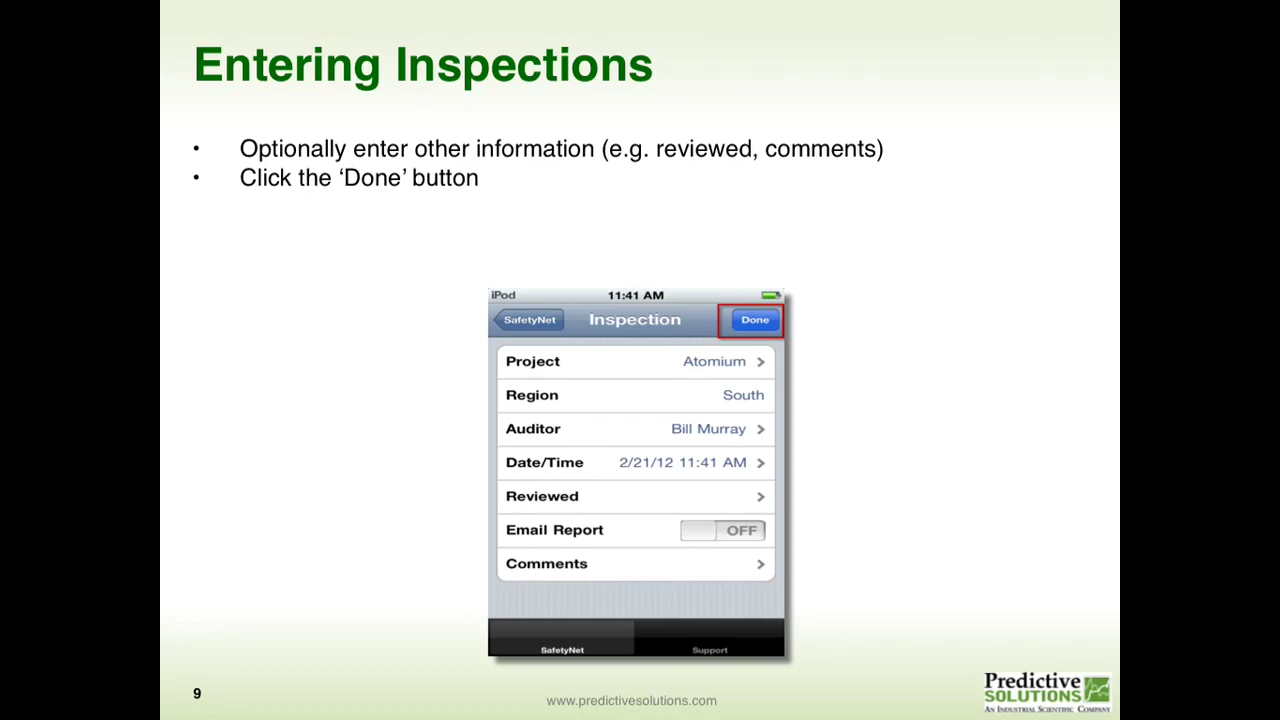 Entering Inspections
• Optionally enter other information (e.g. reviewed, comments)
• Click the ‘Done’ button
iPod 11:41 AM
SafetyNet Inspection Done
Project Atomium
Region South
Auditor Bill Murray
Date/Time 2/21/12 11:41 AM
Reviewed
Email Report OFF
Comments
SafetyNet Support
9
www.predictivesolutions.com
Predictive
SOLUTIONS
AN INDUSTRIAL SCIENTIFIC COMPANY